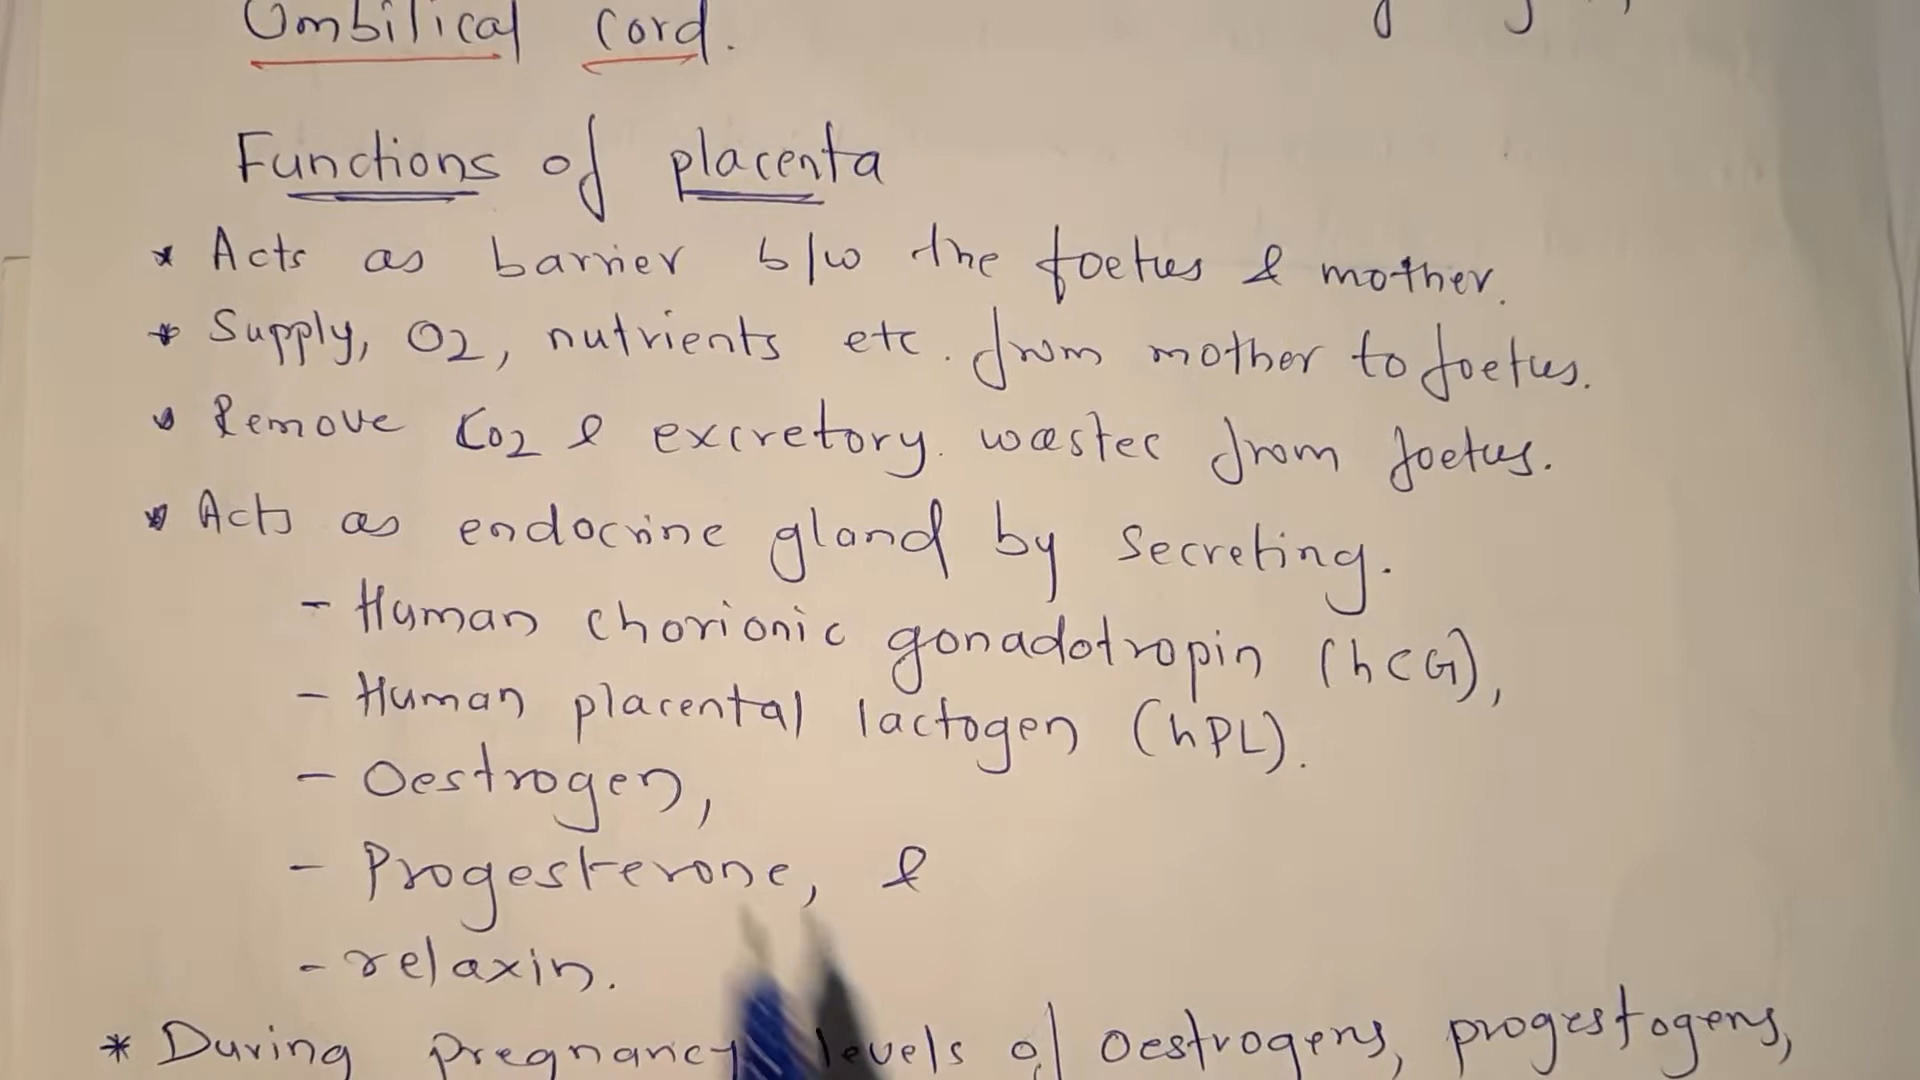 Umbilical cord.
Functions of placenta
* Acts as barrier b/w the foetus & mother.
* Supply, O2, nutrients etc. from mother to foetus.
* Remove CO2 & excretory. wastes from foetus.
* Acts as endocrine gland by secreting.
- Human chorionic gonadotropin (hCG),
- Human placental lactogen (hPL).
- Oestrogen,
- Progesterone, &
- relaxin.
* During pregnancy levels of Oestrogens, progestogens,